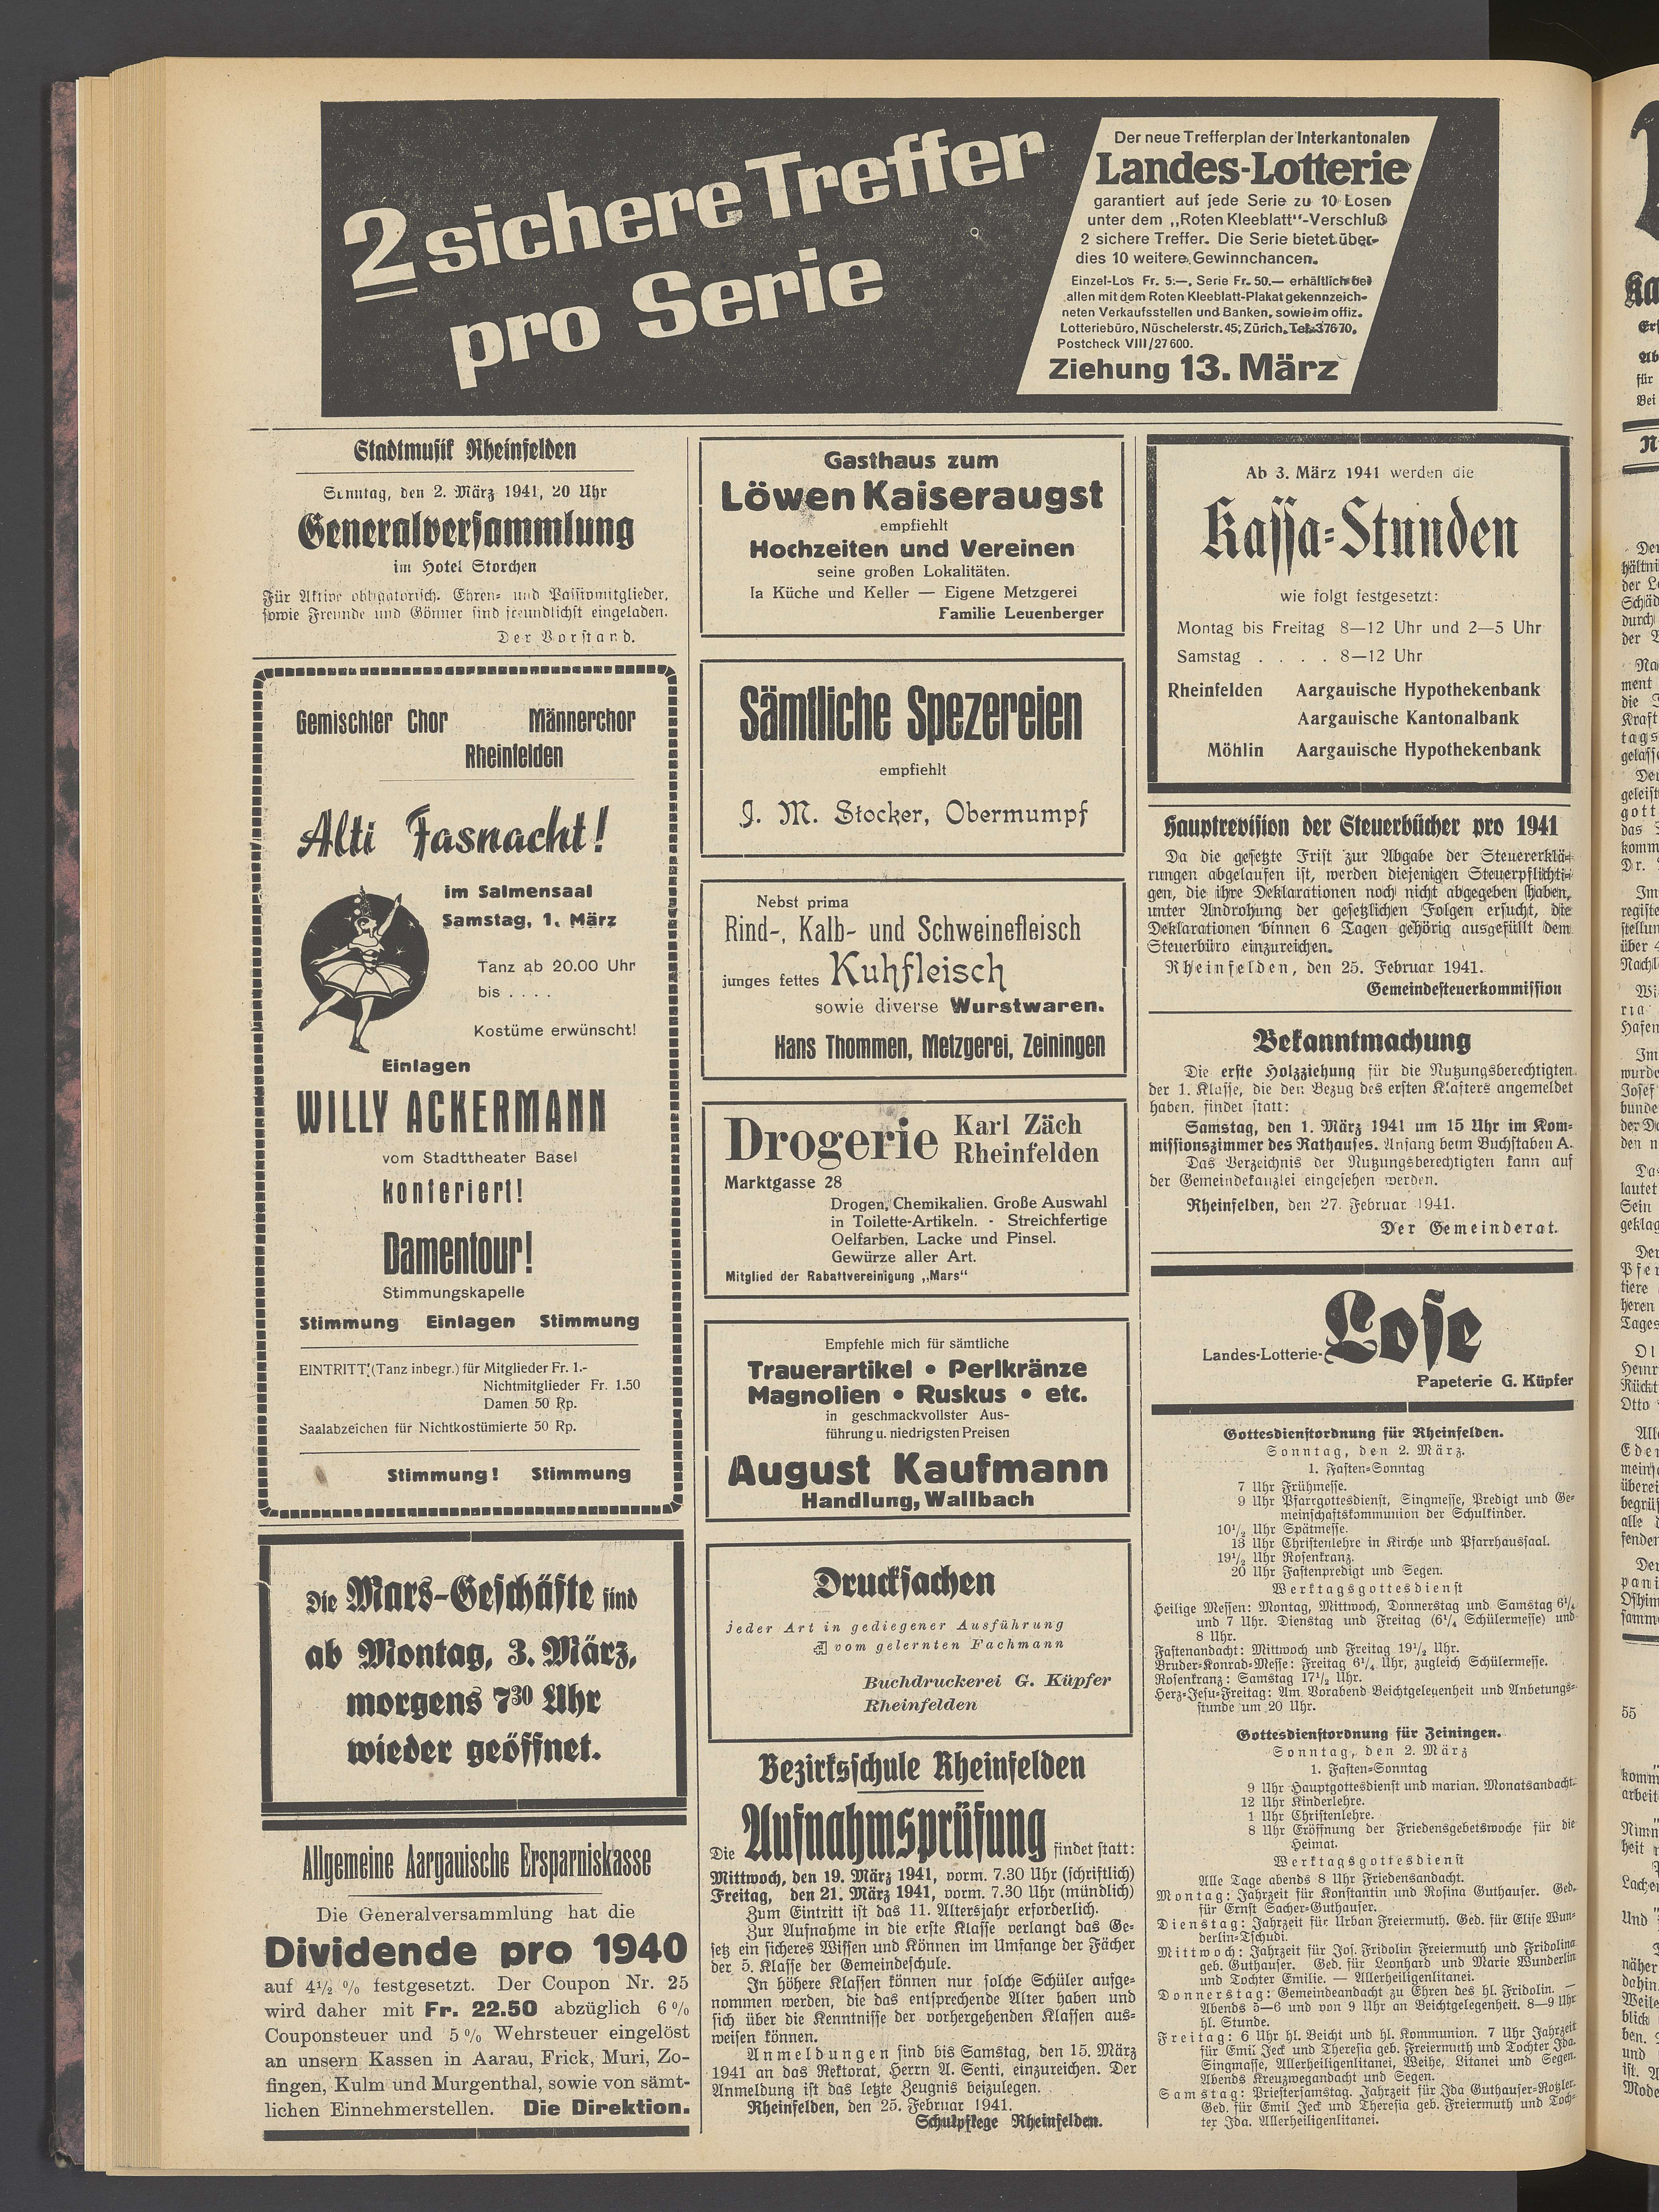 2 sichere Treffer
pro Serie
Der neue Trefferplan der Interkantonalen
Landes-Lotterie
garantiert auf jede Serie zu 10 Losen
unter dem „Roten Kleeblatt“-Verschluß
2 sichere Treffer. Die Serie bietet über-
dies 10 weitere Gewinnchancen.
Einzel-Los Fr. 5.—, Serie Fr. 50.— erhältlich bei
allen mit dem Roten Kleeblatt-Plakat gekennzeich-
neten Verkaufsstellen und Banken, sowie im offiz.
Lotteriebüro, Nüschelerstr. 45, Zürich. Tel. 37670.
Postcheck VIII/27600.
Ziehung 13. März
Stadtmusik Rheinfelden
Sonntag, den 2. März 1941, 20 Uhr
Generalversammlung
im Hotel Storchen
Für Aktive obligatorisch. Ehren- und Passivmitglieder,
sowie Freunde und Gönner sind freundlichst eingeladen.
Der Vorstand.
Gemischter Chor Männerchor
Rheinfelden
Alti Fasnacht!
im Salmensaal
Samstag, 1. März
Tanz ab 20.00 Uhr
bis . . . .
Kostüme erwünscht!
Einlagen
WILLY ACKERMANN
vom Stadttheater Basel
konferiert!
Damentour!
Stimmungskapelle
Stimmung Einlagen Stimmung
EINTRITT: (Tanz inbegr.) für Mitglieder Fr. 1.-
Nichtmitglieder Fr. 1.50
Damen 50 Rp.
Saalabzeichen für Nichtkostümierte 50 Rp.
Stimmung! Stimmung
Die Mars-Geschäfte sind
ab Montag, 3. März,
morgens 7³⁰ Uhr
wieder geöffnet.
Allgemeine Aargauische Ersparniskasse
Die Generalversammlung hat die
Dividende pro 1940
auf 4½ % festgesetzt. Der Coupon Nr. 25
wird daher mit Fr. 22.50 abzüglich 6 %
Couponsteuer und 5 % Wehrsteuer eingelöst
an unsern Kassen in Aarau, Frick, Muri, Zo-
fingen, Kulm und Murgenthal, sowie von sämt-
lichen Einnehmerstellen. Die Direktion.
Gasthaus zum
Löwen Kaiseraugst
empfiehlt
Hochzeiten und Vereinen
seine großen Lokalitäten.
Ia Küche und Keller — Eigene Metzgerei
Familie Leuenberger
Sämtliche Spezereien
empfiehlt
J. M. Stocker, Obermumpf
Nebst prima
Rind-, Kalb- und Schweinefleisch
junges fettes Kuhfleisch
sowie diverse Wurstwaren.
Hans Thommen, Metzgerei, Zeiningen
Drogerie Karl Zäch
Rheinfelden
Marktgasse 28
Drogen, Chemikalien. Große Auswahl
in Toilette-Artikeln. - Streichfertige
Oelfarben, Lacke und Pinsel.
Gewürze aller Art.
Mitglied der Rabattvereinigung „Mars“
Empfehle mich für sämtliche
Trauerartikel • Perlkränze
Magnolien • Ruskus • etc.
in geschmackvollster Aus-
führung u. niedrigsten Preisen
August Kaufmann
Handlung, Wallbach
Drucksachen
jeder Art in gediegener Ausführung
vom gelernten Fachmann
Buchdruckerei G. Küpfer
Rheinfelden
Bezirksschule Rheinfelden
Die Aufnahmsprüfung findet statt:
Mittwoch, den 19. März 1941, vorm. 7.30 Uhr (schriftlich)
Freitag, den 21. März 1941, vorm. 7.30 Uhr (mündlich)
Zum Eintritt ist das 11. Altersjahr erforderlich.
Zur Aufnahme in die erste Klasse verlangt das Ge-
setz ein sicheres Wissen und Können im Umfange der Fächer
der 5. Klasse der Gemeindeschule.
In höhere Klassen können nur solche Schüler aufge-
nommen werden, die das entsprechende Alter haben und
sich über die Kenntnisse der vorhergehenden Klassen aus-
weisen können.
Anmeldungen sind bis Samstag, den 15. März
1941 an das Rektorat, Herrn A. Senti, einzureichen. Der
Anmeldung ist das letzte Zeugnis beizulegen.
Rheinfelden, den 25. Februar 1941.
Schulpflege Rheinfelden.
Ab 3. März 1941 werden die
Kassa-Stunden
wie folgt festgesetzt:
Montag bis Freitag 8—12 Uhr und 2—5 Uhr
Samstag . . . . 8—12 Uhr
Rheinfelden Aargauische Hypothekenbank
Aargauische Kantonalbank
Möhlin Aargauische Hypothekenbank
Hauptrevision der Steuerbücher pro 1941
Da die gesetzte Frist zur Abgabe der Steuererklä-
rungen abgelaufen ist, werden diejenigen Steuerpflichti-
gen, die ihre Deklarationen noch nicht abgegeben haben,
unter Androhung der gesetzlichen Folgen ersucht, die
Deklarationen binnen 6 Tagen gehörig ausgefüllt dem
Steuerbüro einzureichen.
Rheinfelden, den 25. Februar 1941.
Gemeindesteuerkommission
Bekanntmachung
Die erste Holzziehung für die Nutzungsberechtigten
der 1. Klasse, die den Bezug des ersten Klafters angemeldet
haben, findet statt:
Samstag, den 1. März 1941 um 15 Uhr im Kom-
missionszimmer des Rathauses. Anfang beim Buchstaben A.
Das Verzeichnis der Nutzungsberechtigten kann auf
der Gemeindekanzlei eingesehen werden.
Rheinfelden, den 27. Februar 1941.
Der Gemeinderat.
Landes-Lotterie-Lose
Papeterie G. Küpfer
Gottesdienstordnung für Rheinfelden.
Sonntag, den 2. März.
1. Fasten-Sonntag
7 Uhr Frühmesse.
9 Uhr Pfarrgottesdienst, Singmesse, Predigt und Ge-
meinschaftskommunion der Schulkinder.
10½ Uhr Spätmesse.
13 Uhr Christenlehre in Kirche und Pfarrhaussaal.
19½ Uhr Rosenkranz.
20 Uhr Fastenpredigt und Segen.
Werktagsgottesdienst
Heilige Messen: Montag, Mittwoch, Donnerstag und Samstag 6¼
und 7 Uhr. Dienstag und Freitag (6¼ Schülermesse) und
8 Uhr.
Fastenandacht: Mittwoch und Freitag 19½ Uhr.
Bruder-Konrad-Messe: Freitag 6¼ Uhr, zugleich Schülermesse.
Rosenkranz: Samstag 17½ Uhr.
Herz-Jesu-Freitag: Am Vorabend Beichtgelegenheit und Anbetungs-
stunde um 20 Uhr.
Gottesdienstordnung für Zeiningen.
Sonntag, den 2. März
1. Fasten-Sonntag
9 Uhr Hauptgottesdienst und marian. Monatsandacht.
12 Uhr Kinderlehre.
1 Uhr Christenlehre.
8 Uhr Eröffnung der Friedensgebetswoche für die
Heimat.
Werktagsgottesdienst
Alle Tage abends 8 Uhr Friedensandacht.
Montag: Jahrzeit für Konstantin und Rosina Guthauser. Ged.
für Ernst Sacher-Guthauser.
Dienstag: Jahrzeit für Urban Freiermuth. Ged. für Elise Wun-
derlin-Tschudi.
Mittwoch: Jahrzeit für Jos. Fridolin Freiermuth und Fridolina
geb. Guthauser. Ged. für Leonhard und Marie Wunderlin
und Tochter Emilie. — Allerheiligenlitanei.
Donnerstag: Gemeindeandacht zu Ehren des hl. Fridolin. —
Abends 5—6 und von 9 Uhr an Beichtgelegenheit. 8—9 Uhr
hl. Stunde.
Freitag: 6 Uhr hl. Beicht und hl. Kommunion. 7 Uhr Jahrzeit
für Emil Jeck und Theresia geb. Freiermuth und Tochter Ida.
Singmasse, Allerheiligenlitanei, Weihe, Litanei und Segen.
Abends Kreuzwegandacht und Segen.
Samstag: Priestersamstag. Jahrzeit für Ida Guthauser-Rotzler.
Ged. für Emil Jeck und Theresia geb. Freiermuth und Toch-
ter Ida. Allerheiligenlitanei.